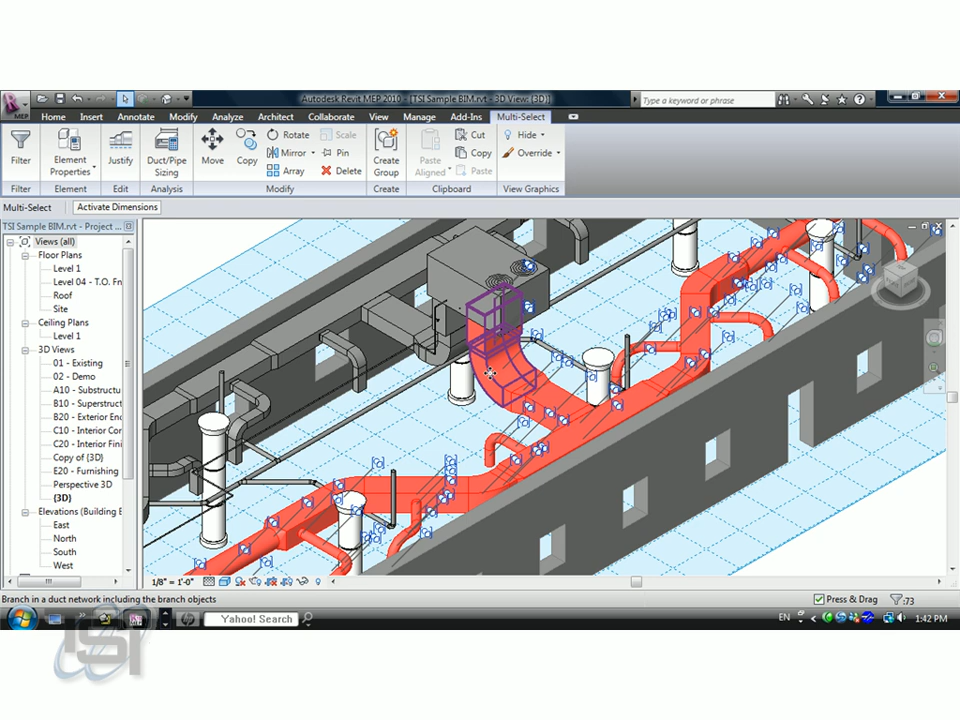 Autodesk Revit MEP 2010 - [TSI Sample BIM.rvt - 3D View: {3D}]
Type a keyword or phrase
MEP
Home Insert Annotate Modify Analyze Architect Collaborate View Manage Add-Ins Multi-Select
Filter
Element Properties
Justify
Duct/Pipe Sizing
Move
Copy
Rotate
Scale
Mirror
Pin
Array
Delete
Create Group
Paste Aligned
Cut
Copy
Paste
Hide
Override
Filter Element Edit Analysis Modify Create Clipboard View Graphics
Multi-Select Activate Dimensions
TSI Sample BIM.rvt - Project ...
Views (all)
Floor Plans
Level 1
Level 04 - T.O. Fn
Roof
Site
Ceiling Plans
Level 1
3D Views
01 - Existing
02 - Demo
A10 - Substructu
B10 - Superstruct
B20 - Exterior Enc
C10 - Interior Cor
C20 - Interior Fini
Copy of {3D}
E20 - Furnishing
Perspective 3D
{3D}
Elevations (Building E
East
North
South
West
1/8" = 1'-0"
Branch in a duct network including the branch objects
Press & Drag
:73
Yahoo! Search
EN
1:42 PM
TSI